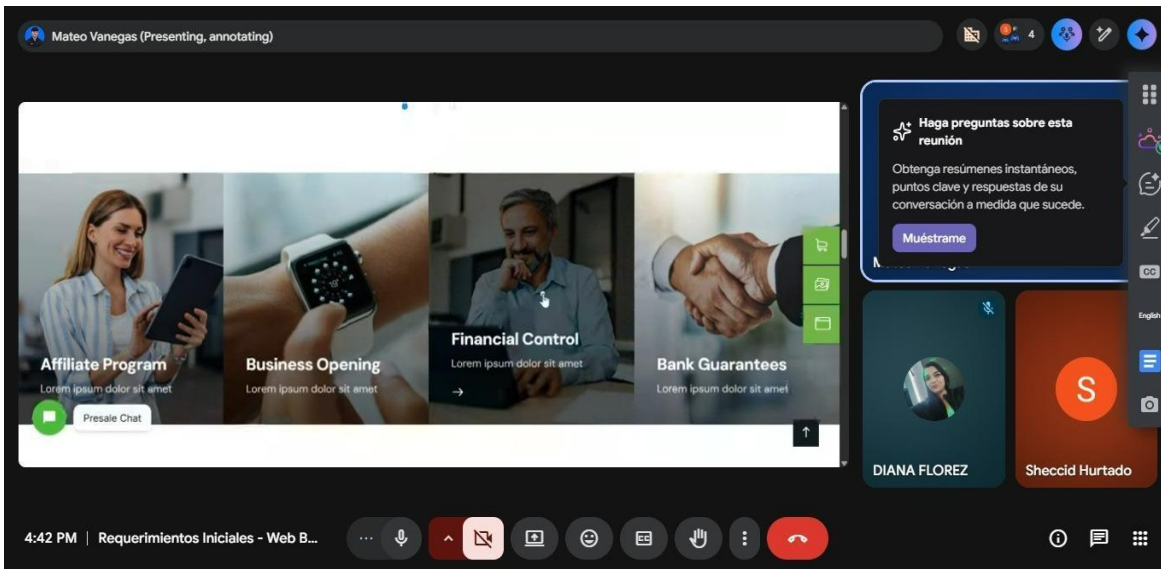 Mateo Vanegas (Presenting, annotating)
4
Haga preguntas sobre esta
reunión
Obtenga resúmenes instantáneos,
puntos clave y respuestas de su
conversación a medida que sucede.
Muéstrame
Affiliate Program
Lorem ipsum dolor sit amet
Business Opening
Lorem ipsum dolor sit amet
Financial Control
Lorem ipsum dolor sit amet
Bank Guarantees
Lorem ipsum dolor sit amet
Presale Chat
CC
English
S
DIANA FLOREZ
Sheccid Hurtado
4:42 PM | Requerimientos Iniciales - Web B...